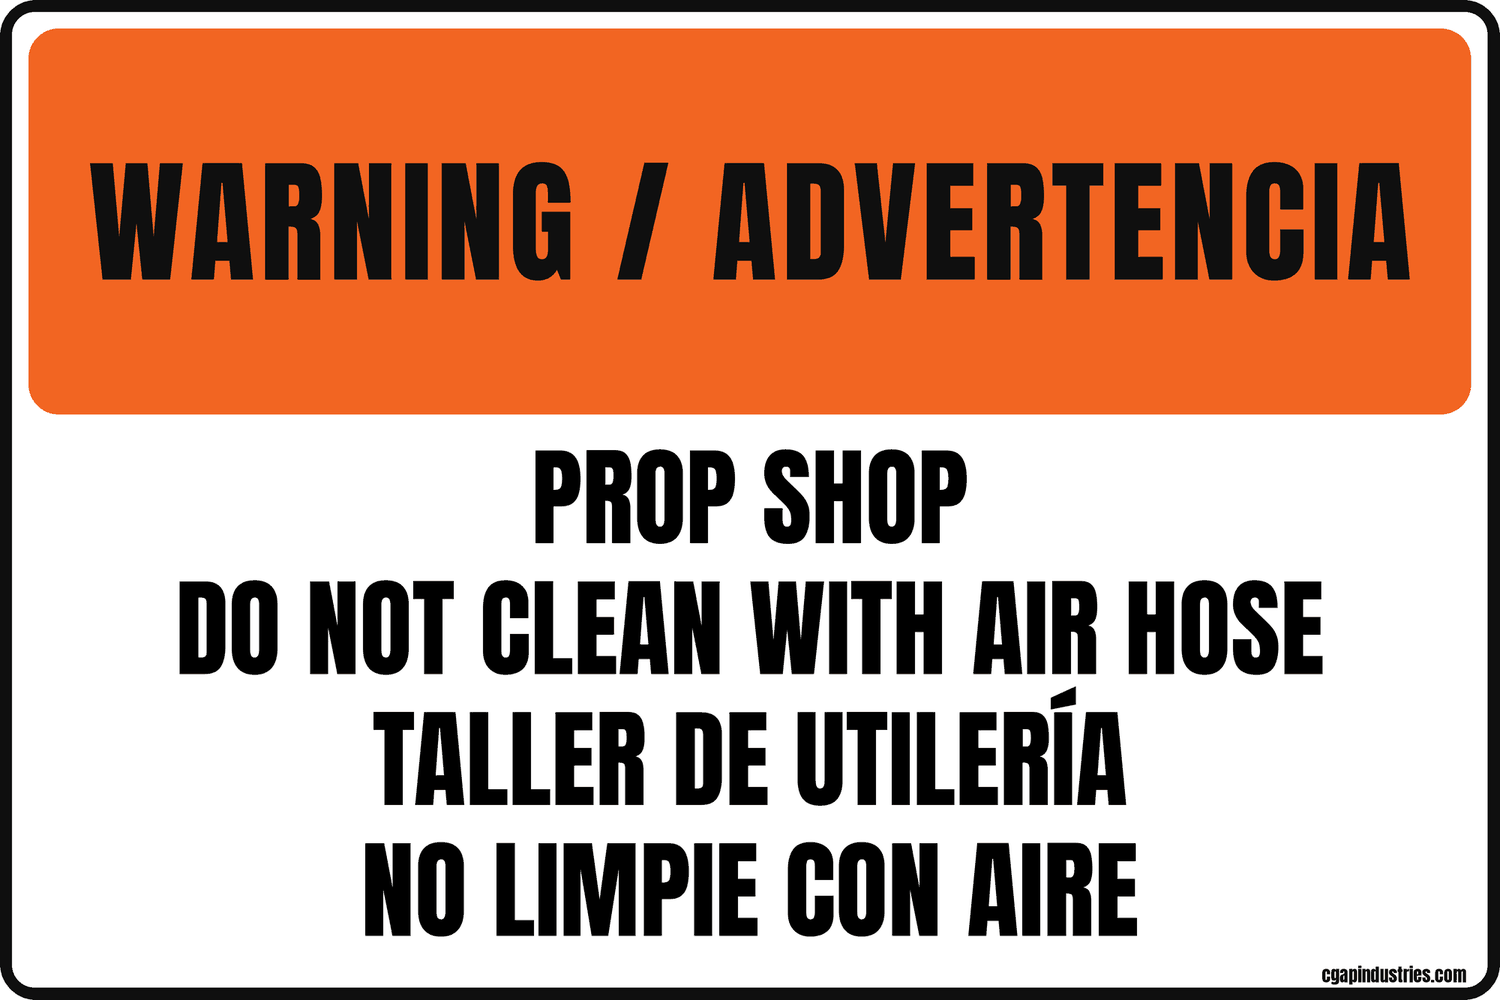 WARNING / ADVERTENCIA
PROP SHOP
DO NOT CLEAN WITH AIR HOSE
TALLER DE UTILERÍA
NO LIMPIE CON AIRE
cgapindustries.com